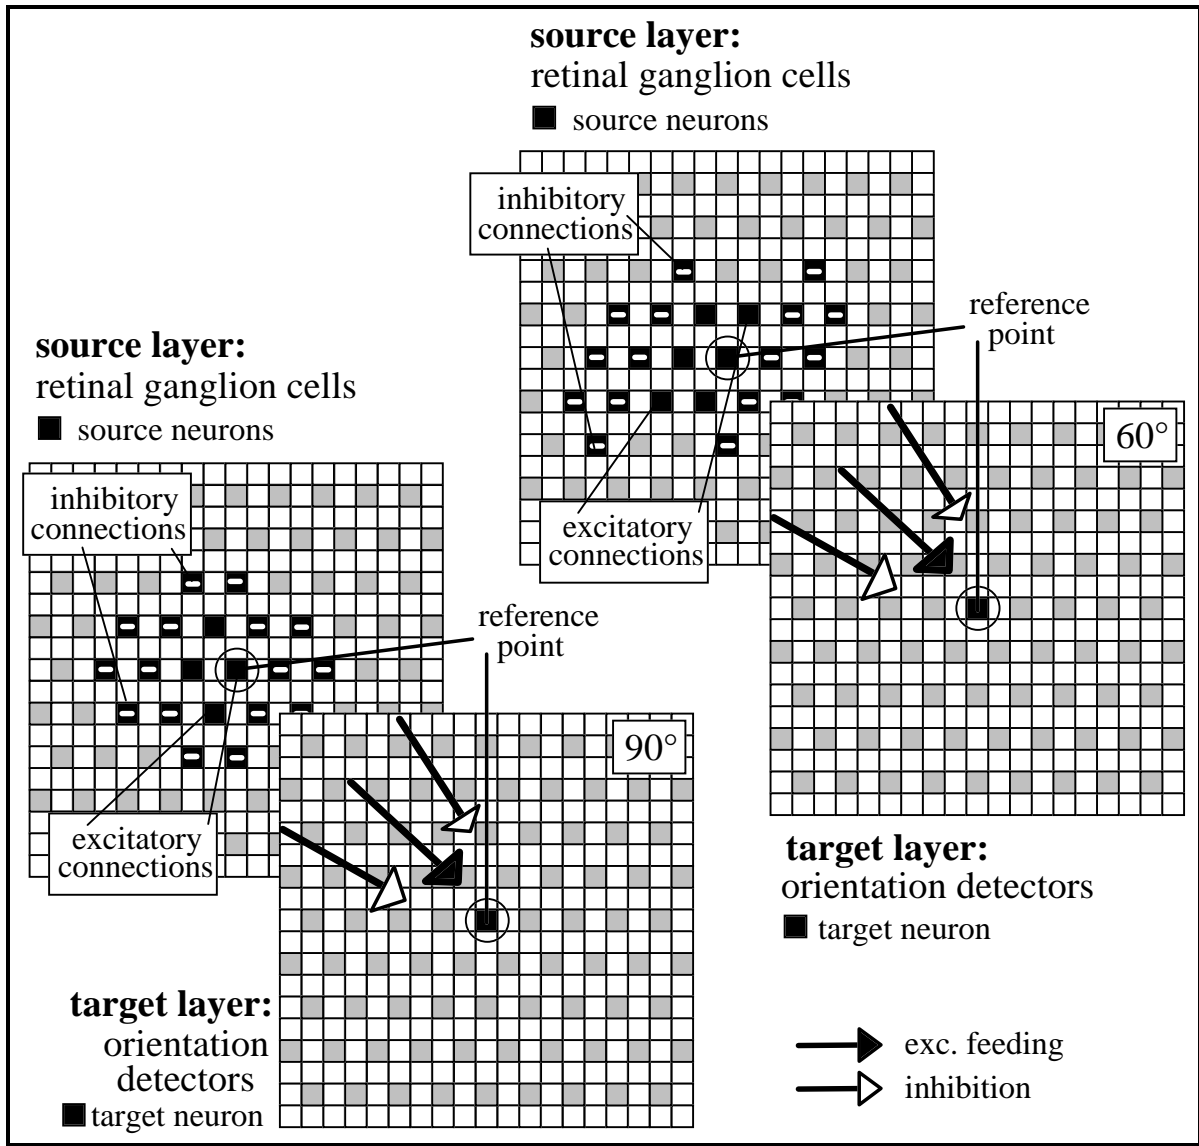 source layer:
retinal ganglion cells
source neurons
inhibitory
connections
reference
point
excitatory
connections
60°
target layer:
orientation detectors
target neuron
source layer:
retinal ganglion cells
source neurons
inhibitory
connections
reference
point
excitatory
connections
90°
target layer:
orientation
detectors
target neuron
exc. feeding
inhibition